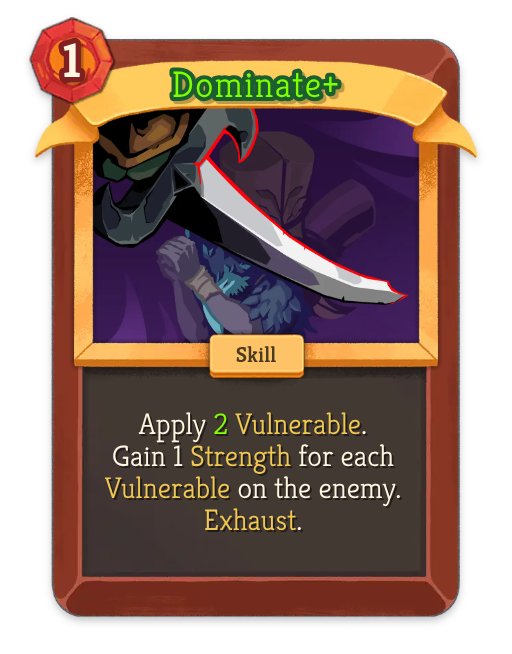 1
Dominate+
Skill
Apply 2 Vulnerable.
Gain 1 Strength for each
Vulnerable on the enemy.
Exhaust.